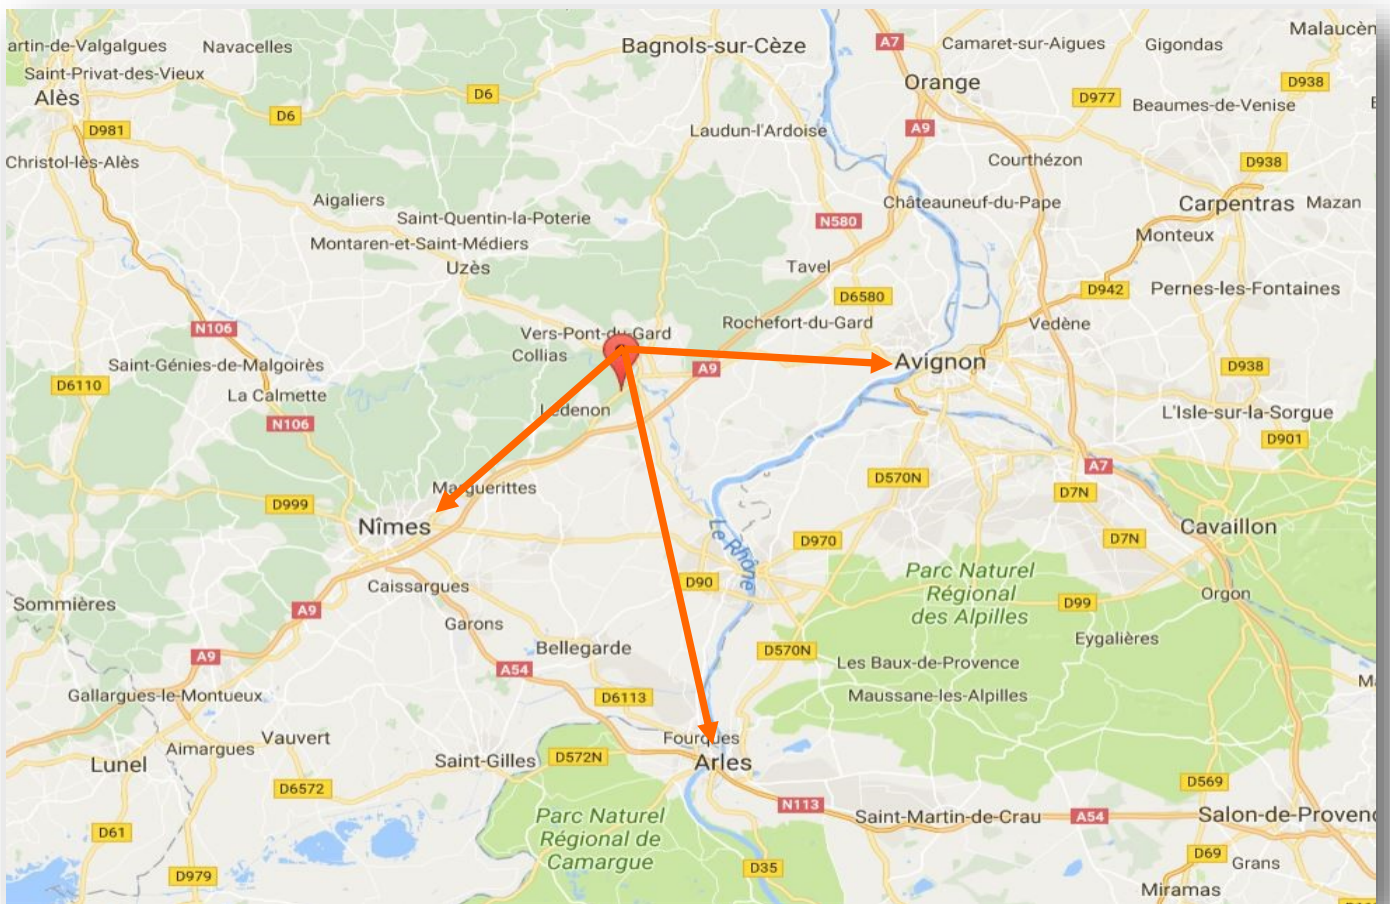 artin-de-Valgalgues
Navacelles
Bagnols-sur-Cèze
A7
Camaret-sur-Aigues
Gigondas
Malaucèn
Saint-Privat-des-Vieux
Alès
D6
D6
Orange
D977
D938
Beaumes-de-Venise
D981
Laudun-l'Ardoise
A9
Christol-lès-Alès
Courthézon
D938
Aigaliers
Saint-Quentin-la-Poterie
N580
Châteauneuf-du-Pape
Carpentras
Mazan
Montaren-et-Saint-Médiers
Monteux
Uzès
Tavel
D6580
D942
Pernes-les-Fontaines
N106
Vers-Pont-du-Gard
Rochefort-du-Gard
Vedène
Collias
Saint-Génies-de-Malgoirès
A9
Avignon
D938
D6110
La Calmette
Lédenon
L'Isle-sur-la-Sorgue
N106
D901
A7
Marguerittes
D570N
D7N
D999
Nîmes
Le Rhône
D970
D7N
Cavaillon
Caissargues
D90
Parc Naturel
Régional
des Alpilles
D99
Orgon
Sommières
A9
Garons
Eygalières
Bellegarde
D570N
A9
A54
Les Baux-de-Provence
Gallargues-le-Montueux
D6113
Maussane-les-Alpilles
Vauvert
Fourques
Aimargues
Lunel
Saint-Gilles
D572N
Arles
D6572
D569
N113
Saint-Martin-de-Crau
A54
Salon-de-Proven
Parc Naturel
Régional de
Camargue
D61
D69
Grans
D979
D35
Miramas